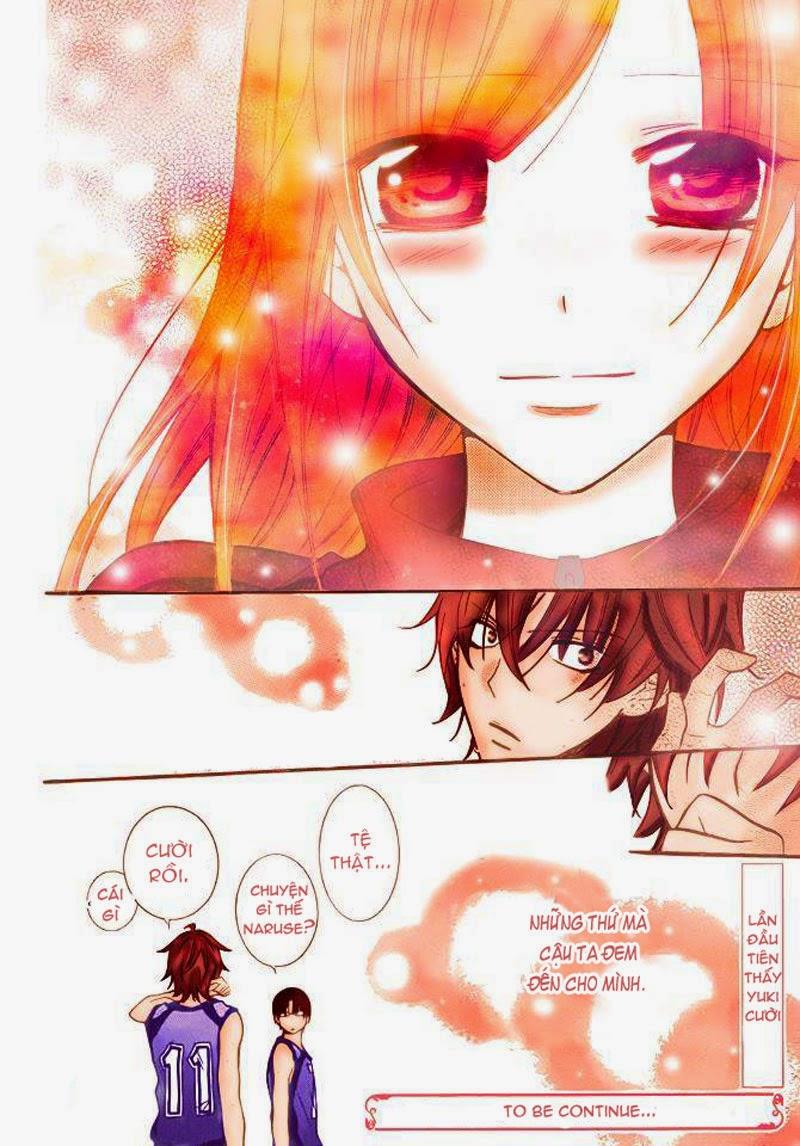 TỆ
THẬT...
CƯỜI
RỒI.
CHUYỆN
GÌ THẾ
NARUSE?
CÁI
GÌ
NHỮNG THỨ MÀ
CẬU TA ĐEM
ĐẾN CHO MÌNH.
LẦN
ĐẦU
TIÊN
THẤY
YUKI
CƯỜI
11
TO BE CONTINUE...